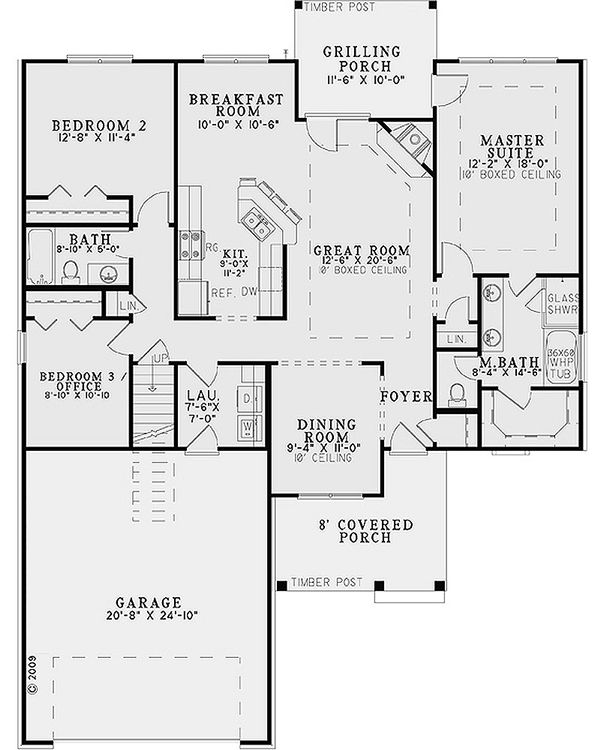 TIMBER POST
GRILLING
PORCH
11'-6" X 10'-0"
BREAKFAST
ROOM
10'-0" X 10'-6"
BEDROOM 2
12'-8" X 11'-4"
MASTER
SUITE
12'-2" X 18'-0"
10' BOXED CEILING
BATH
8'-10" X 5'-0"
RG.
KIT.
9'-0"X
11'-2"
REF.
DW
GREAT ROOM
12'-6" X 20'-6"
10' BOXED CEILING
LIN.
GLASS
SHWR
LIN.
UP
M.BATH
8'-4" X 14'-6"
36X60
WHP
TUB
BEDROOM 3 /
OFFICE
8'-10" X 10'-10
LAU.
7'-6"X
7'-0"
D
W
FOYER
DINING
ROOM
9'-4" X 11'-0"
10' CEILING
8' COVERED
PORCH
TIMBER POST
GARAGE
20'-8" X 24'-10"
© 2009